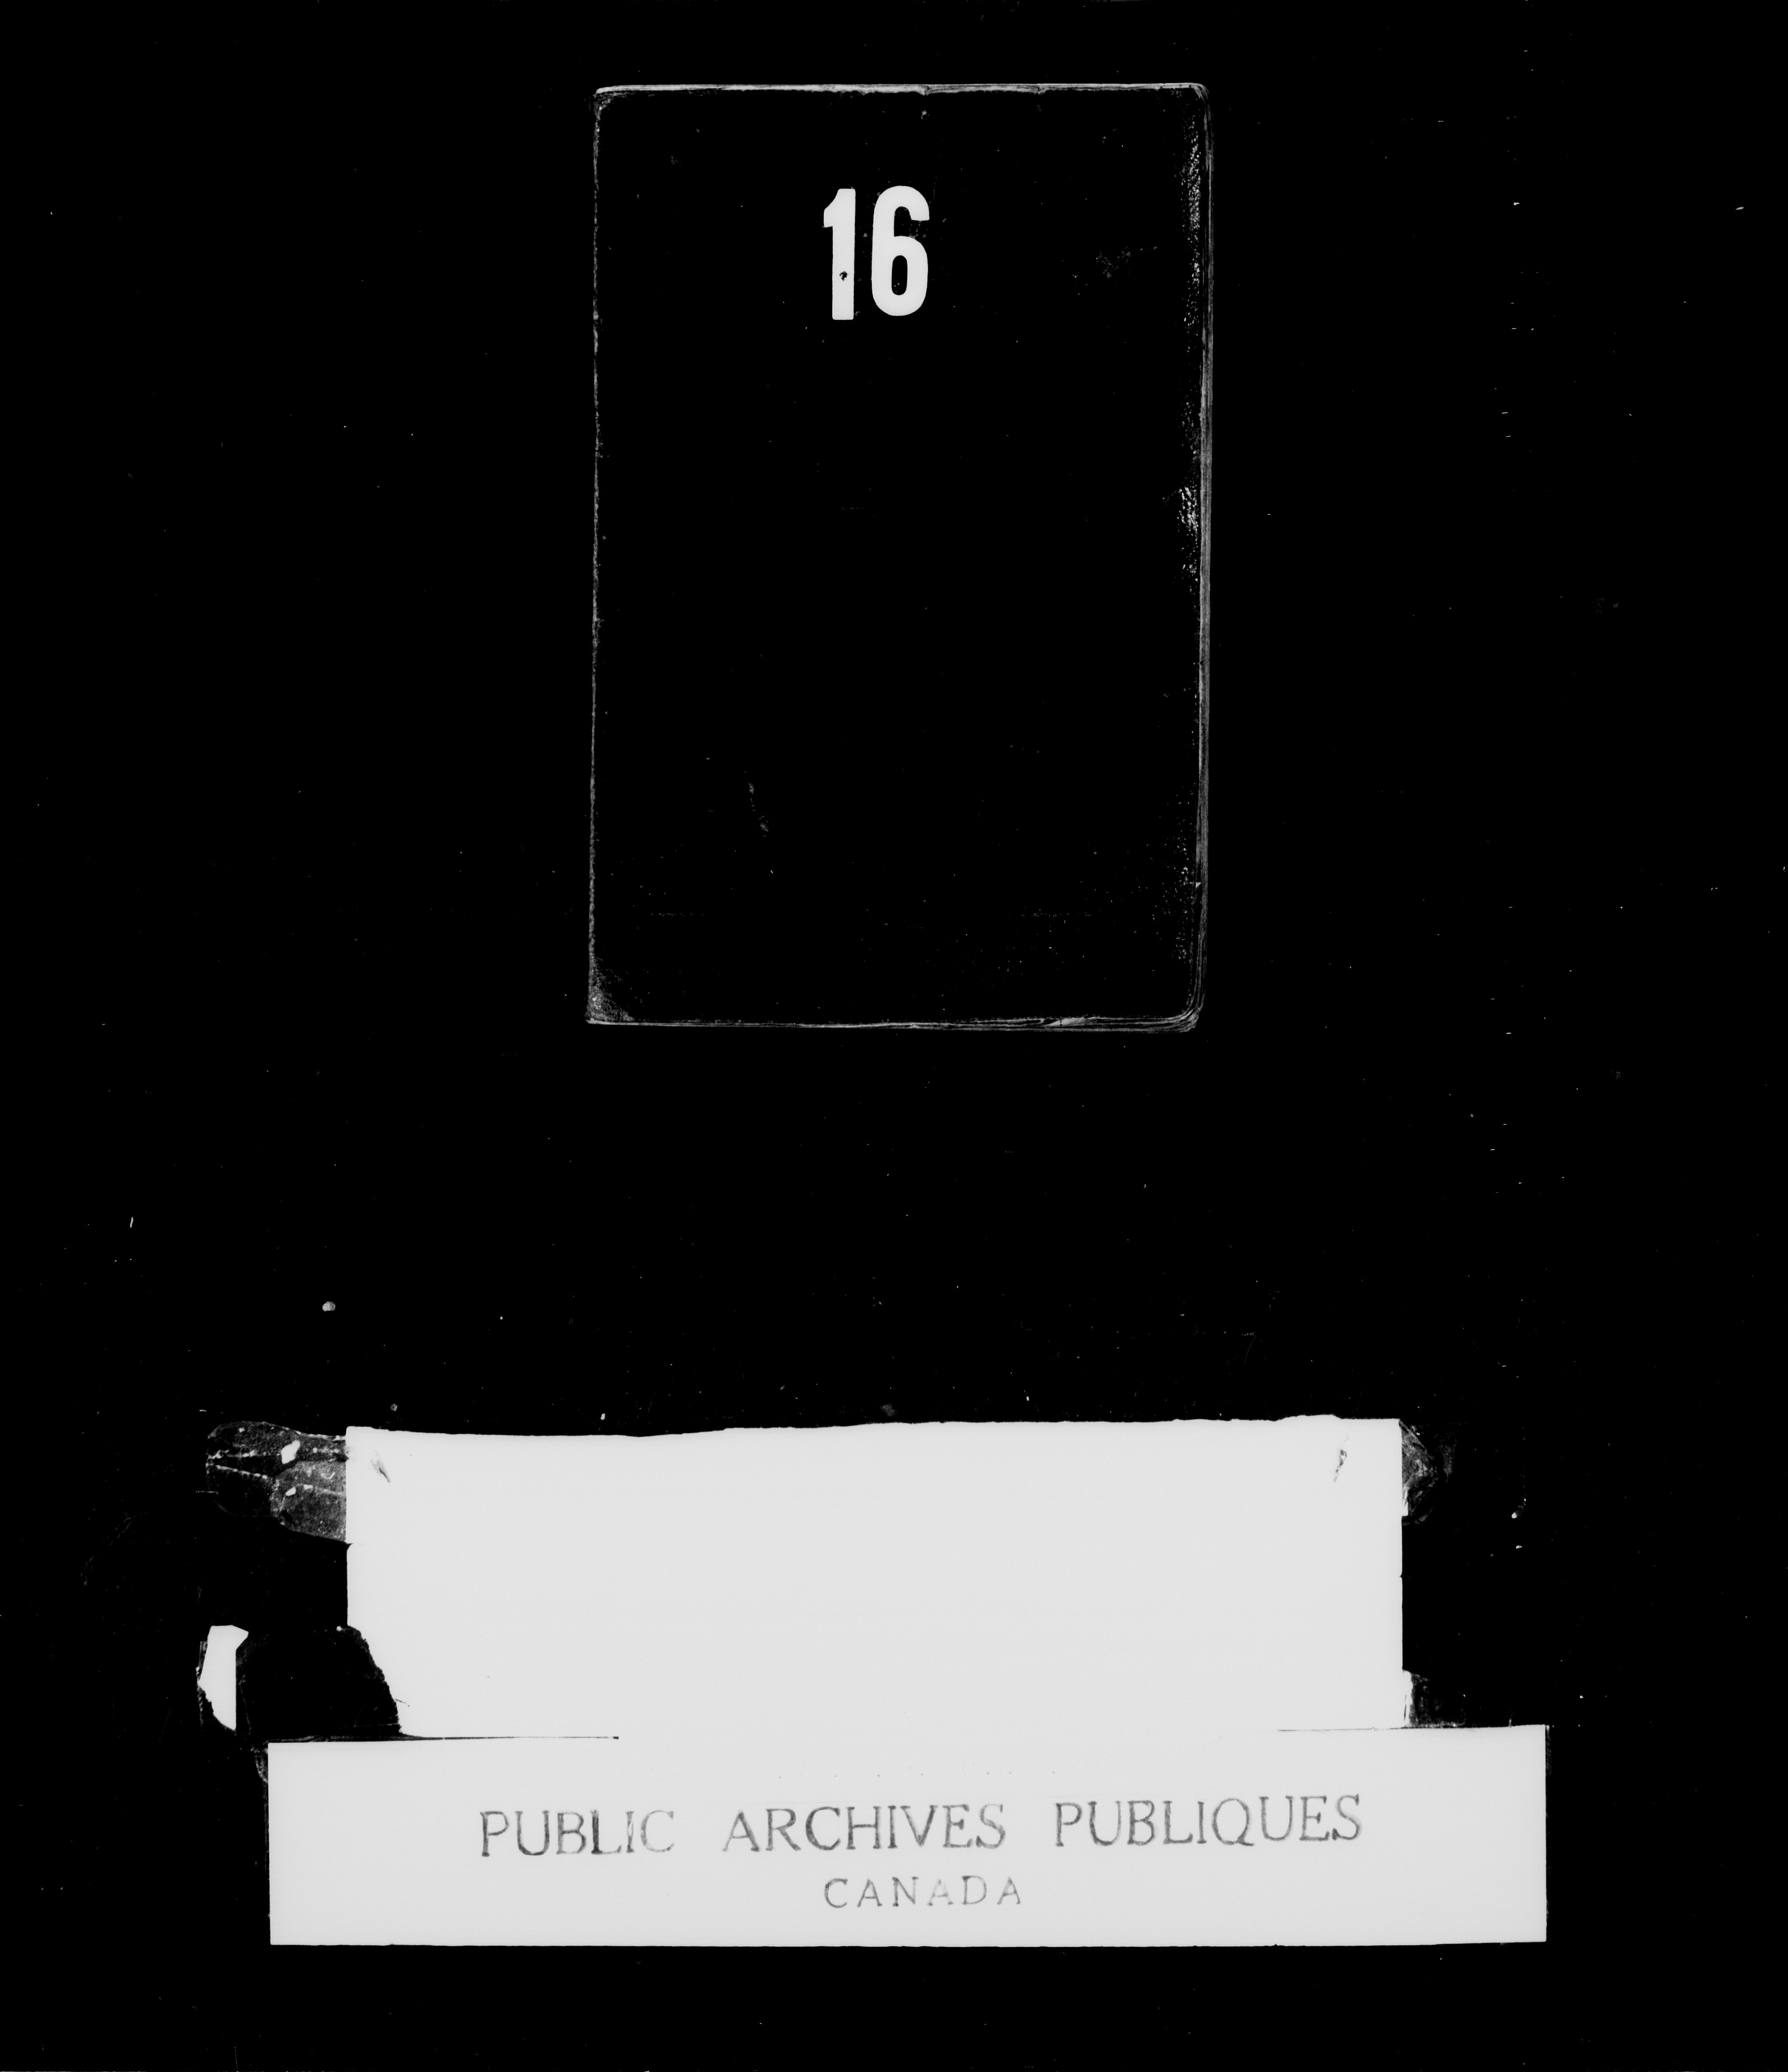 16
PUBLIC ARCHIVES PUBLIQUES
CANADA